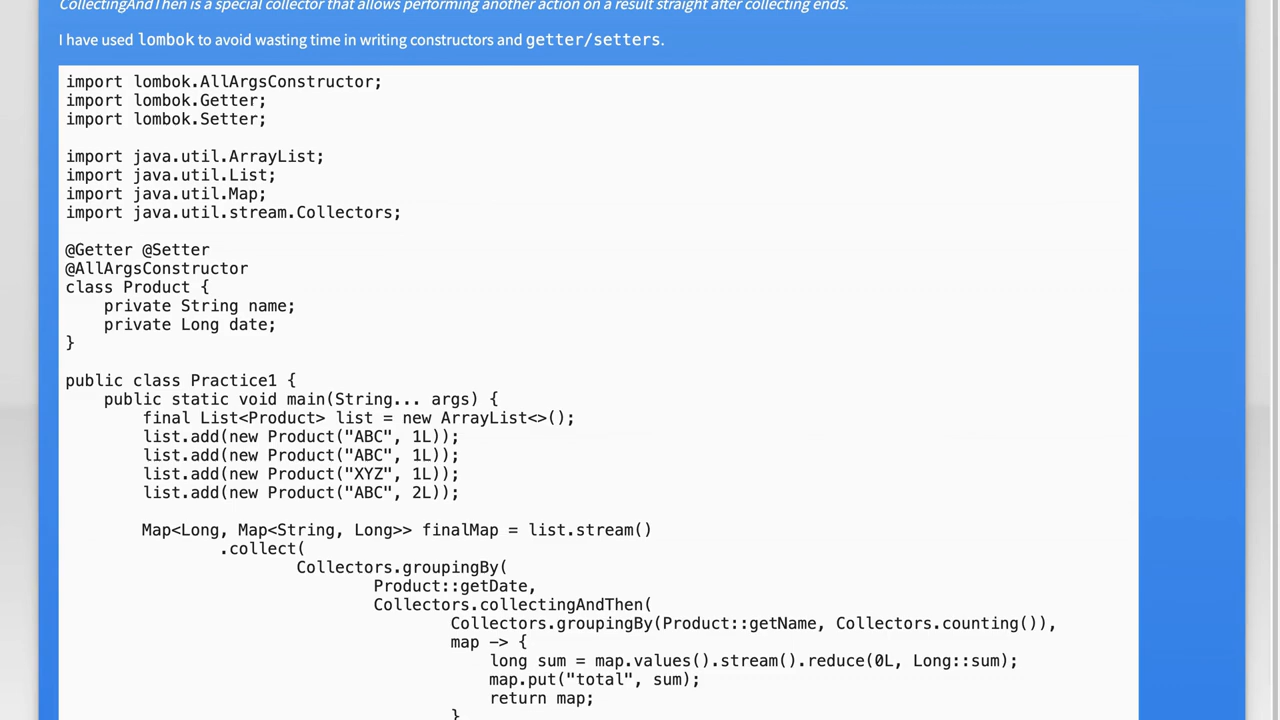 CollectingAndThen is a special collector that allows performing another action on a result straight after collecting ends.
I have used lombok to avoid wasting time in writing constructors and getter/setters.
import lombok.AllArgsConstructor;
import lombok.Getter;
import lombok.Setter;
import java.util.ArrayList;
import java.util.List;
import java.util.Map;
import java.util.stream.Collectors;
@Getter @Setter
@AllArgsConstructor
class Product {
    private String name;
    private Long date;
}
public class Practice1 {
    public static void main(String... args) {
        final List<Product> list = new ArrayList<>();
        list.add(new Product("ABC", 1L));
        list.add(new Product("ABC", 1L));
        list.add(new Product("XYZ", 1L));
        list.add(new Product("ABC", 2L));
        Map<Long, Map<String, Long>> finalMap = list.stream()
                .collect(
                        Collectors.groupingBy(
                                Product::getDate,
                                Collectors.collectingAndThen(
                                        Collectors.groupingBy(Product::getName, Collectors.counting()),
                                        map -> {
                                            long sum = map.values().stream().reduce(0L, Long::sum);
                                            map.put("total", sum);
                                            return map;
                                        }